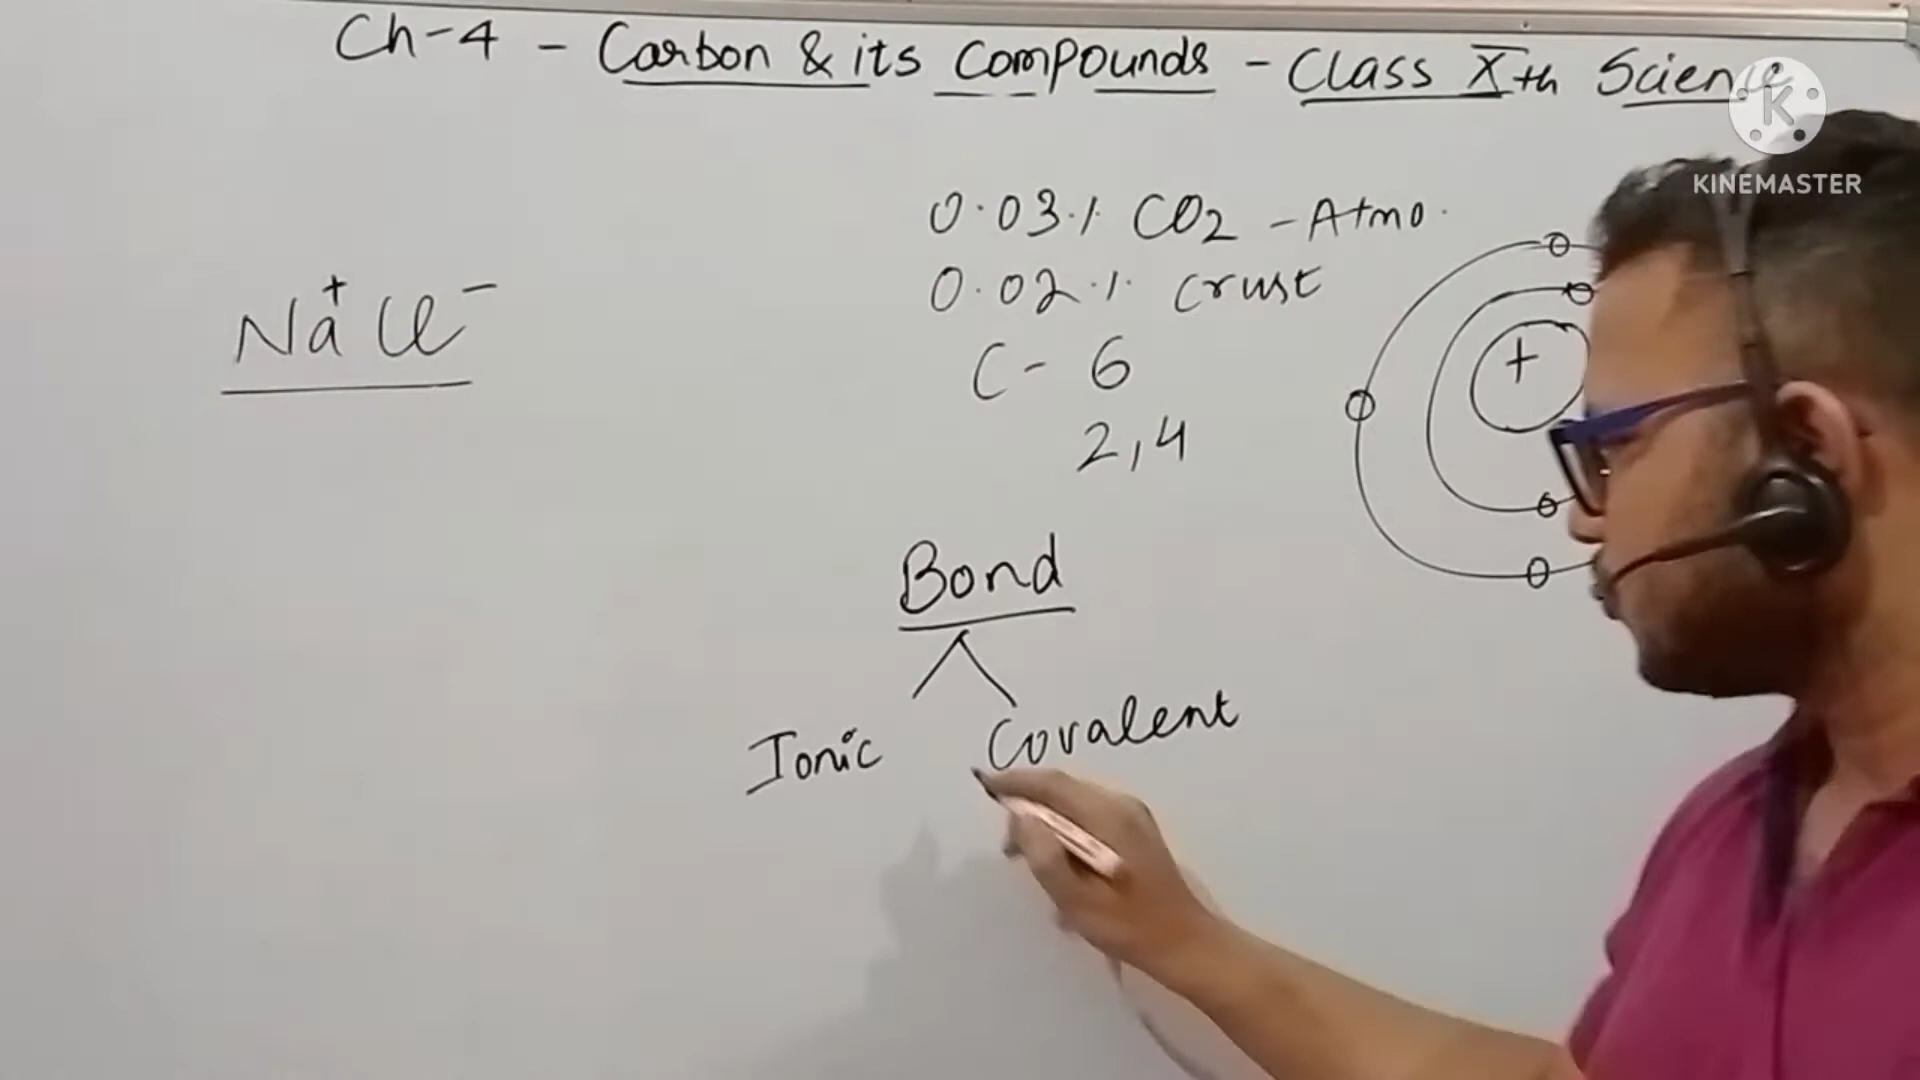 Ch-4 - Carbon & its Compounds - Class Xth Science
KINEMASTER
0.03% CO2 - Atmo.
0.02% Crust
Na+ Cl-
C- 6
2,4
+
Bond
Ionic Covalent